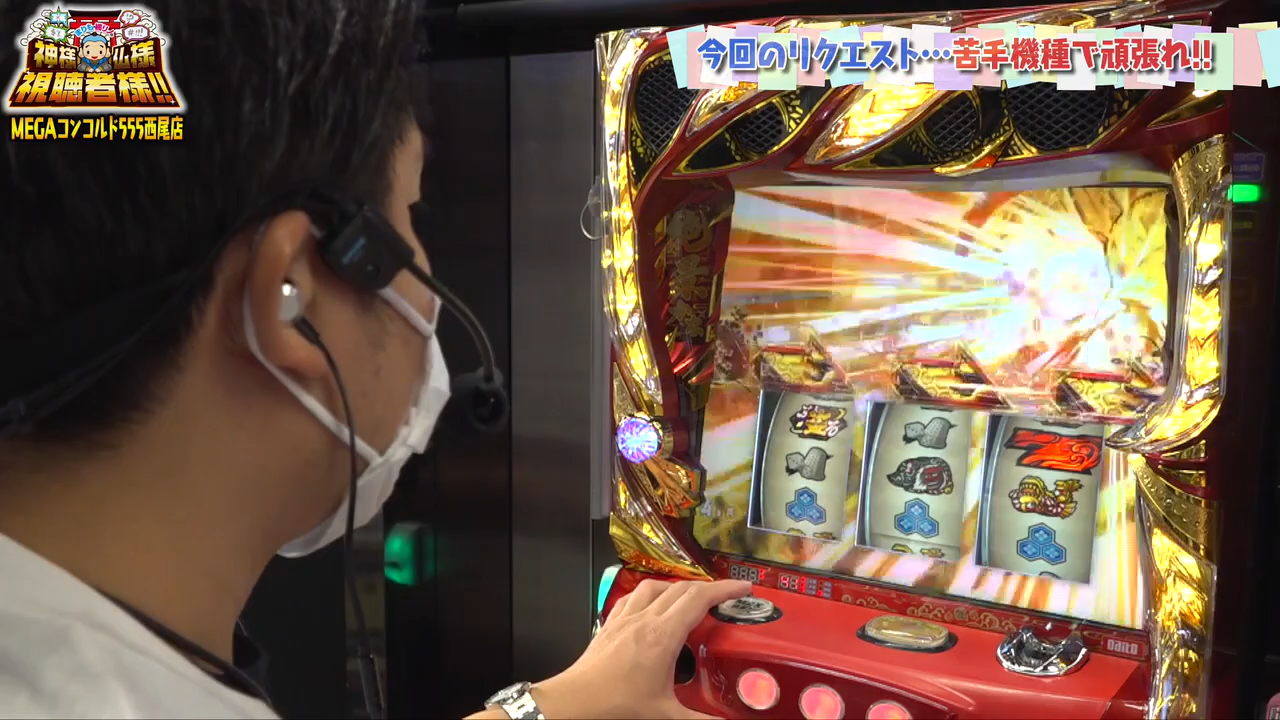 神様 仏様
視聴者様!!
MEGAコンコルド555西尾店
今回のリクエスト…苦手機種で頑張れ!!
Daito